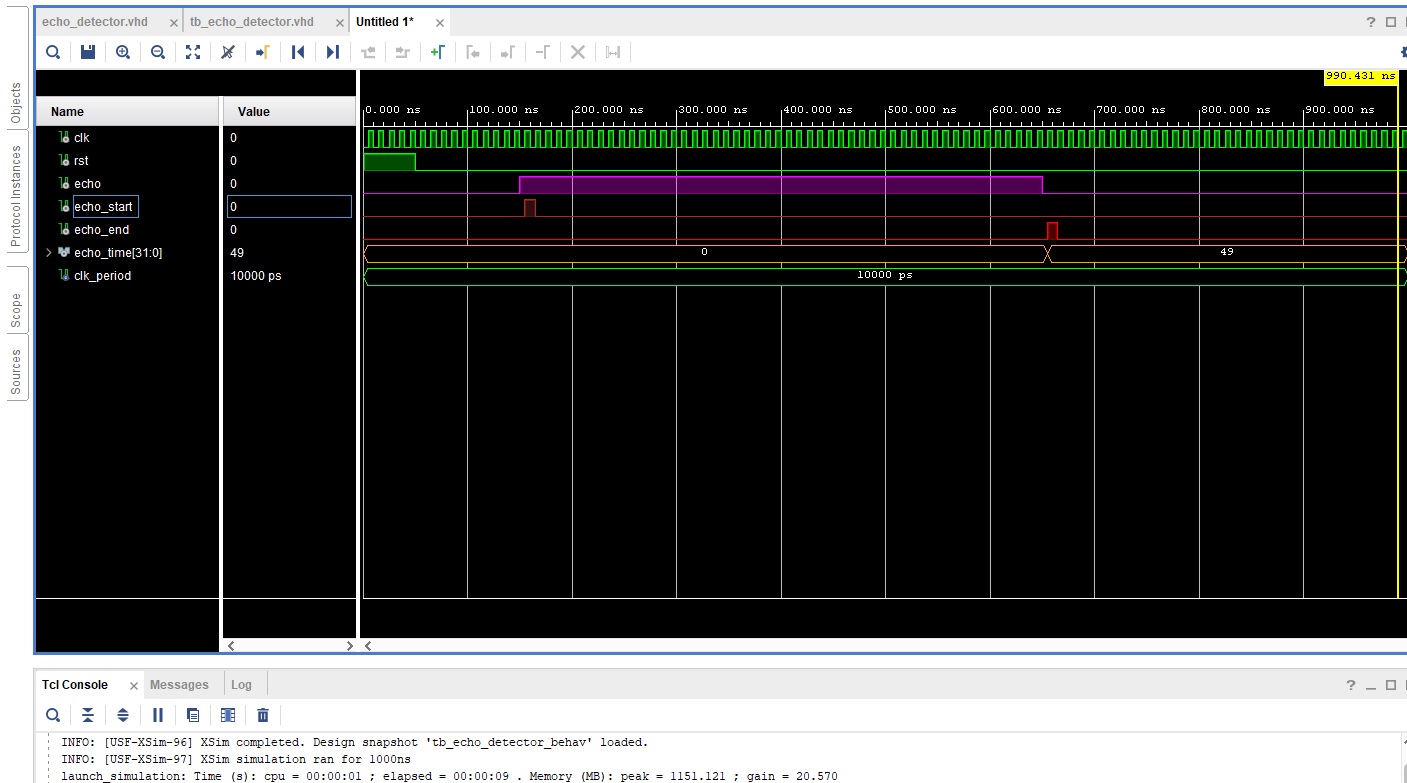 echo_detector.vhd tb_echo_detector.vhd Untitled 1*
990.431 ns
Name Value
0.000 ns 100.000 ns 200.000 ns 300.000 ns 400.000 ns 500.000 ns 600.000 ns 700.000 ns 800.000 ns 900.000 ns
clk 0
rst 0
echo 0
echo_start 0
echo_end 0
echo_time[31:0] 49 0 49
clk_period 10000 ps 10000 ps
Objects
Protocol Instances
Scope
Sources
Tcl Console Messages Log
INFO: [USF-XSim-96] XSim completed. Design snapshot 'tb_echo_detector_behav' loaded.
INFO: [USF-XSim-97] XSim simulation ran for 1000ns
launch_simulation: Time (s): cpu = 00:00:01 ; elapsed = 00:00:09 . Memory (MB): peak = 1151.121 ; gain = 20.570